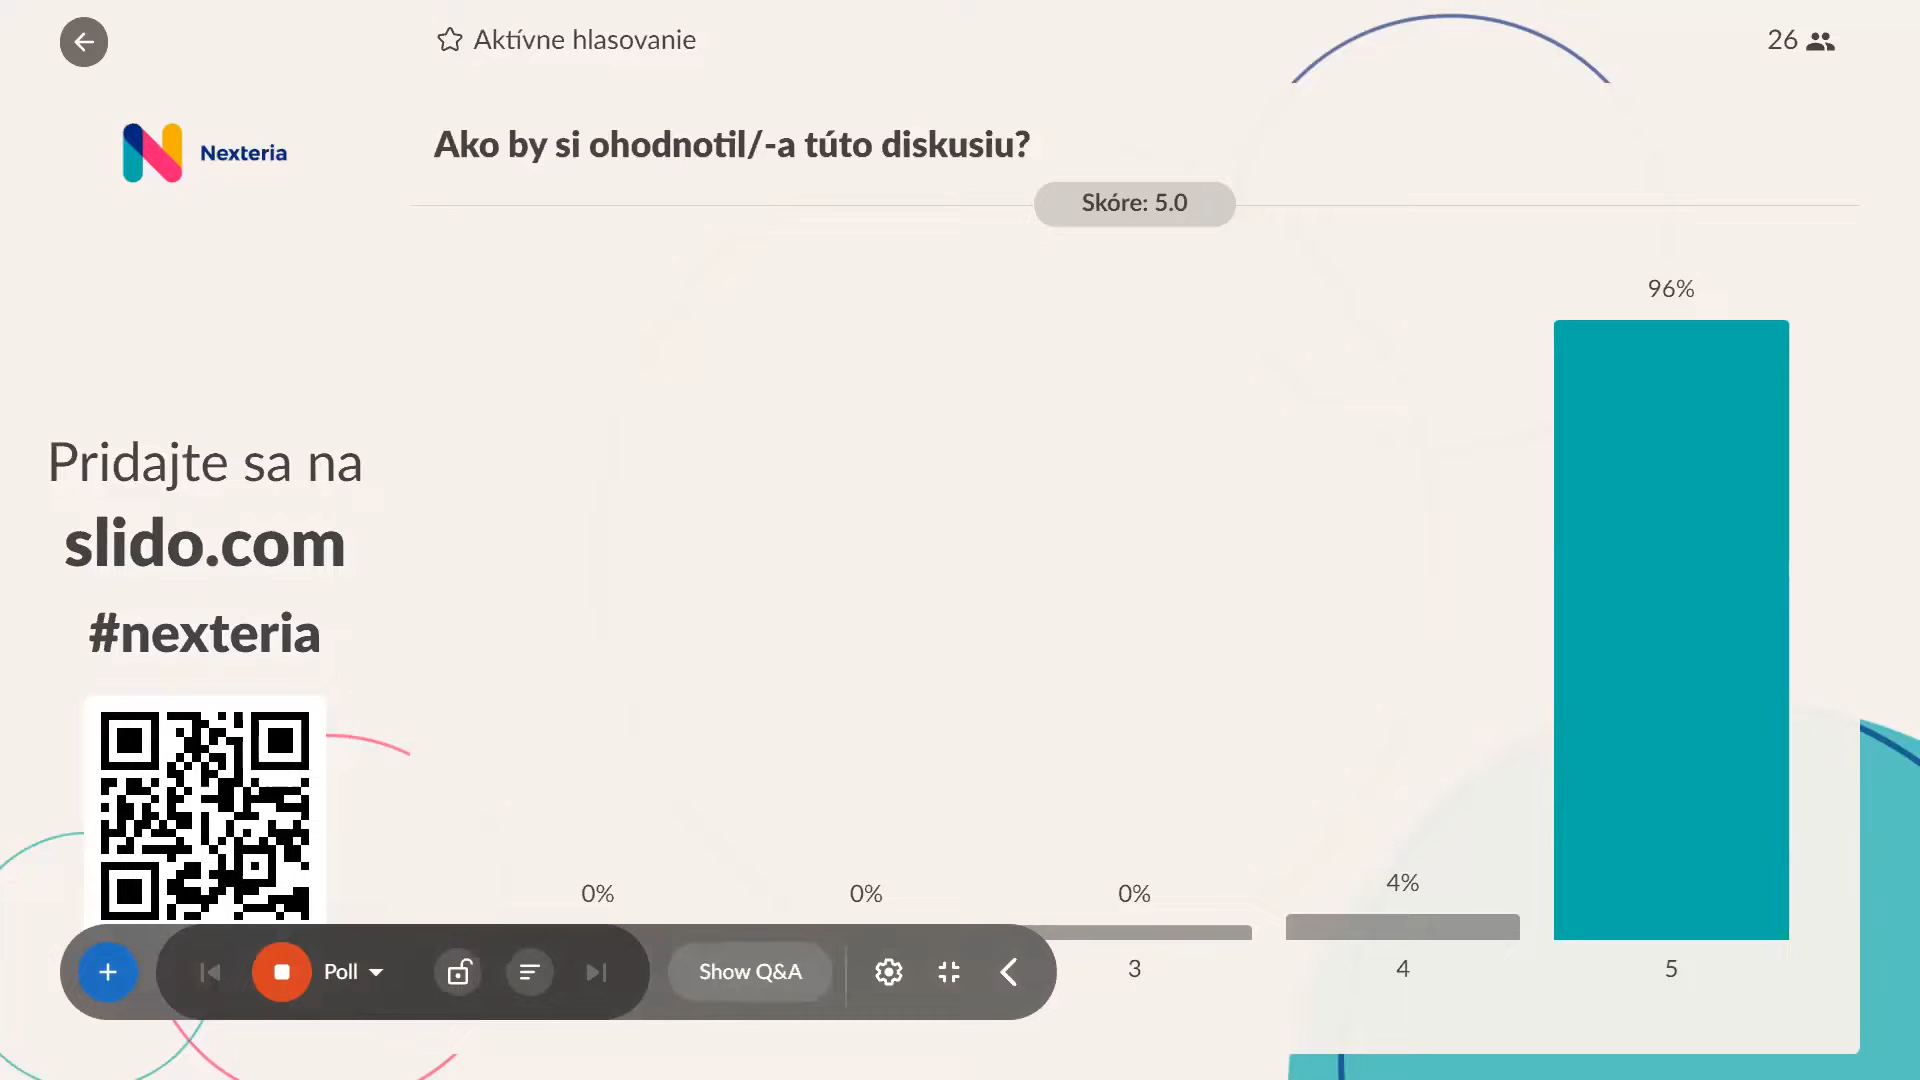 Aktívne hlasovanie
26
Nexteria
Ako by si ohodnotil/-a túto diskusiu?
Skóre: 5.0
96%
Pridajte sa na
slido.com
#nexteria
0%
0%
0%
4%
3
4
5
Poll
Show Q&A